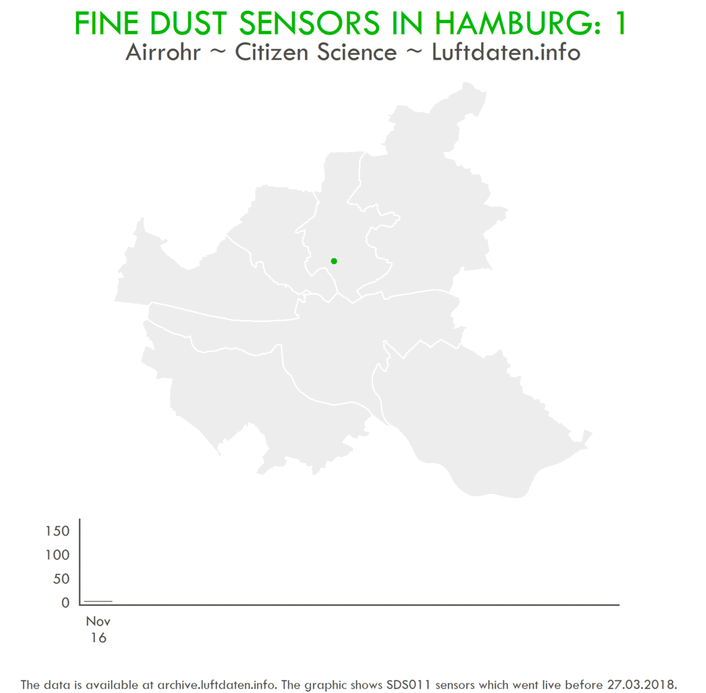 FINE DUST SENSORS IN HAMBURG: 1
Airrohr ~ Citizen Science ~ Luftdaten.info
150
100
50
0
Nov
16
The data is available at archive.luftdaten.info. The graphic shows SDS011 sensors which went live before 27.03.2018.